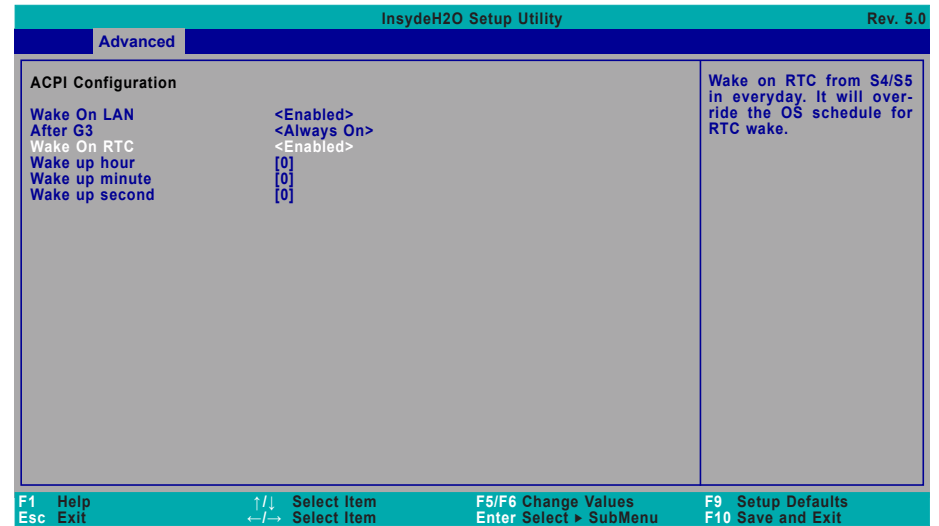 InsydeH2O Setup Utility Rev. 5.0
Advanced
ACPI Configuration
Wake On LAN <Enabled>
After G3 <Always On>
Wake On RTC <Enabled>
Wake up hour [0]
Wake up minute [0]
Wake up second [0]
Wake on RTC from S4/S5
in everyday. It will over-
ride the OS schedule for
RTC wake.
F1 Help ↑/↓ Select Item F5/F6 Change Values F9 Setup Defaults
Esc Exit ←/→ Select Item Enter Select ▸ SubMenu F10 Save and Exit